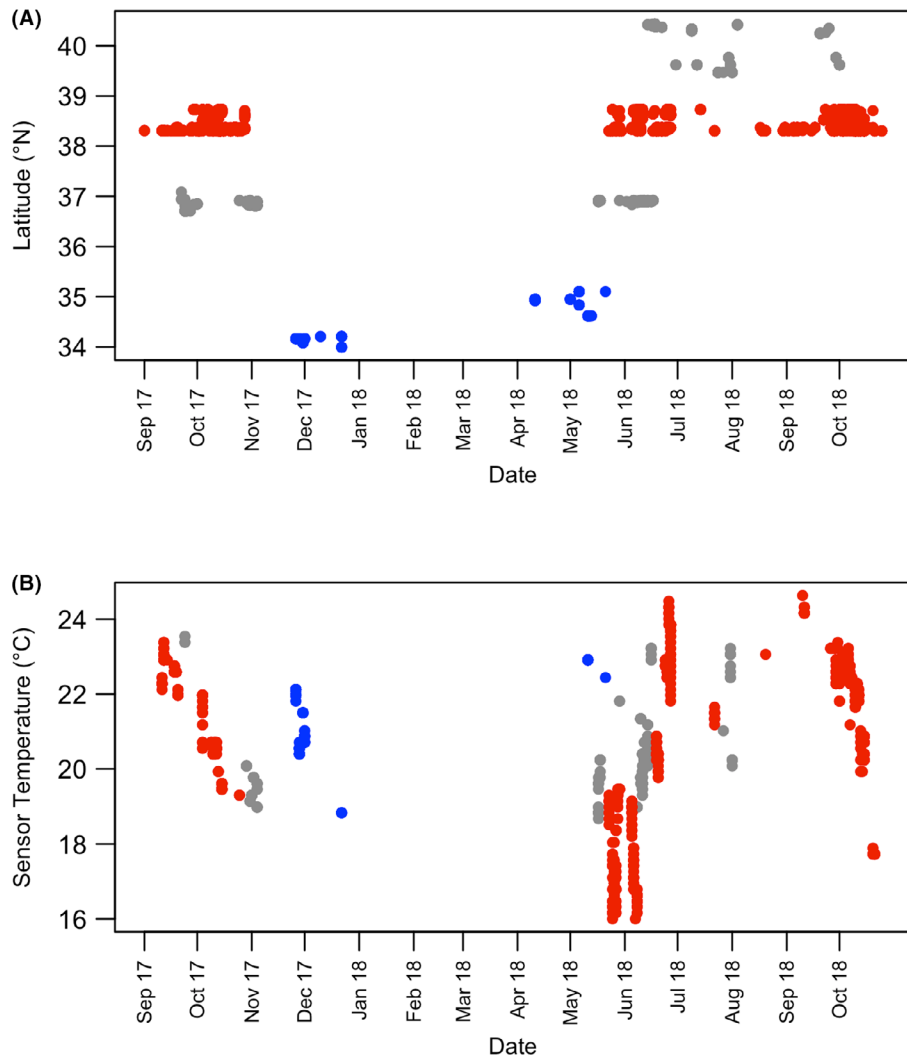 (A)
Latitude (°N)
40
39
38
37
36
35
34
Sep 17
Oct 17
Nov 17
Dec 17
Jan 18
Feb 18
Mar 18
Apr 18
May 18
Jun 18
Jul 18
Aug 18
Sep 18
Oct 18
Date
(B)
Sensor Temperature (°C)
24
22
20
18
16
Sep 17
Oct 17
Nov 17
Dec 17
Jan 18
Feb 18
Mar 18
Apr 18
May 18
Jun 18
Jul 18
Aug 18
Sep 18
Oct 18
Date